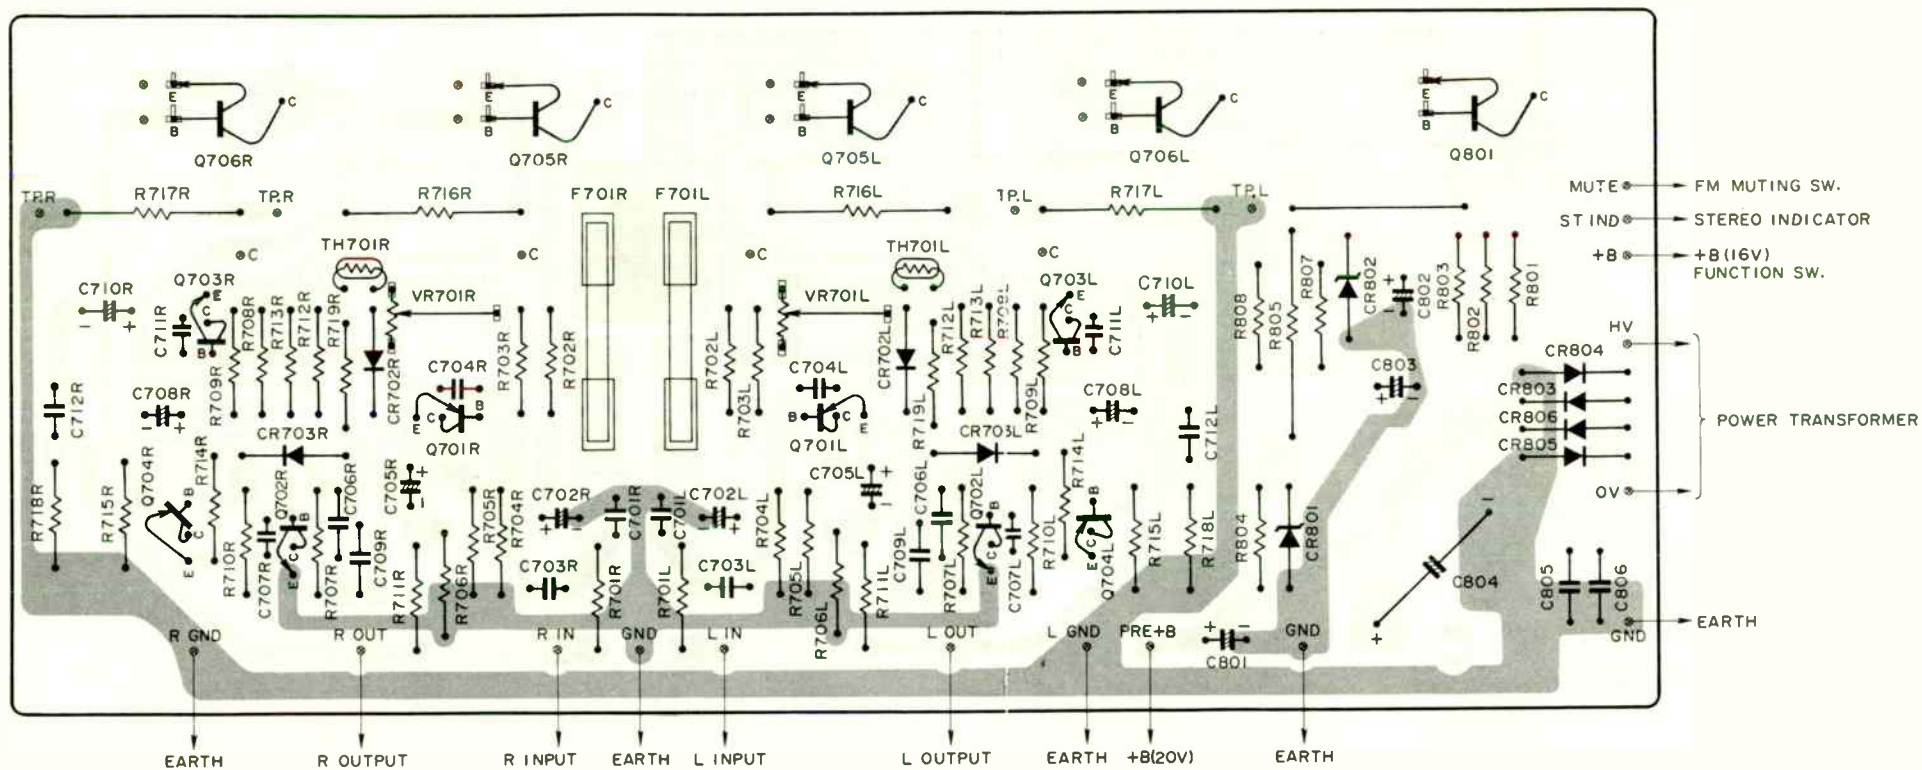 E E E E E
B C B C B C B C B C
Q706R Q705R Q705L Q706L Q801
TP.R R717R TP.R R716R F701R F701L R716L TP.L R717L TP.L
MUTE FM MUTING SW.
ST IND STEREO INDICATOR
+B +B(16V)
FUNCTION SW.
C TH701R C C TH701L C
C710R Q703R E C B VR701R VR701L Q703L E C B C710L
- + + -
C711R R708R R713R R712R R719R CR702R R703R R702R R702L R703L CR702L R712L R713L R708L C711L R808 R805 R807 CR802 + C802 - R803 R802 R801
HV
CR804
CR803
CR806
CR805
POWER TRANSFORMER
OV
C712R C708R - + R709R C704R C B E Q701R C704L B C E Q701L R719L R709L C708L + - C712L C803 + -
R718R R715R Q704R B C E R714R CR703R C705R + - C705L + - CR703L R714L
R710R C707R Q702R B C E R707R C706R C709R R711R R706R R705R R704R C702R + - C701R C701L C702L - + R704L R705L R706L R711L C709L C706L R707L Q702L B C E C707L R710L Q704L B C E R715L R718L R804 CR801 - C804 + C805 C806
C703R R701R R701L C703L
R GND R OUT R IN GND L IN L OUT L GND PRE+B + C801 - GND GND EARTH
EARTH R OUTPUT R INPUT EARTH L INPUT L OUTPUT EARTH +B(20V) EARTH